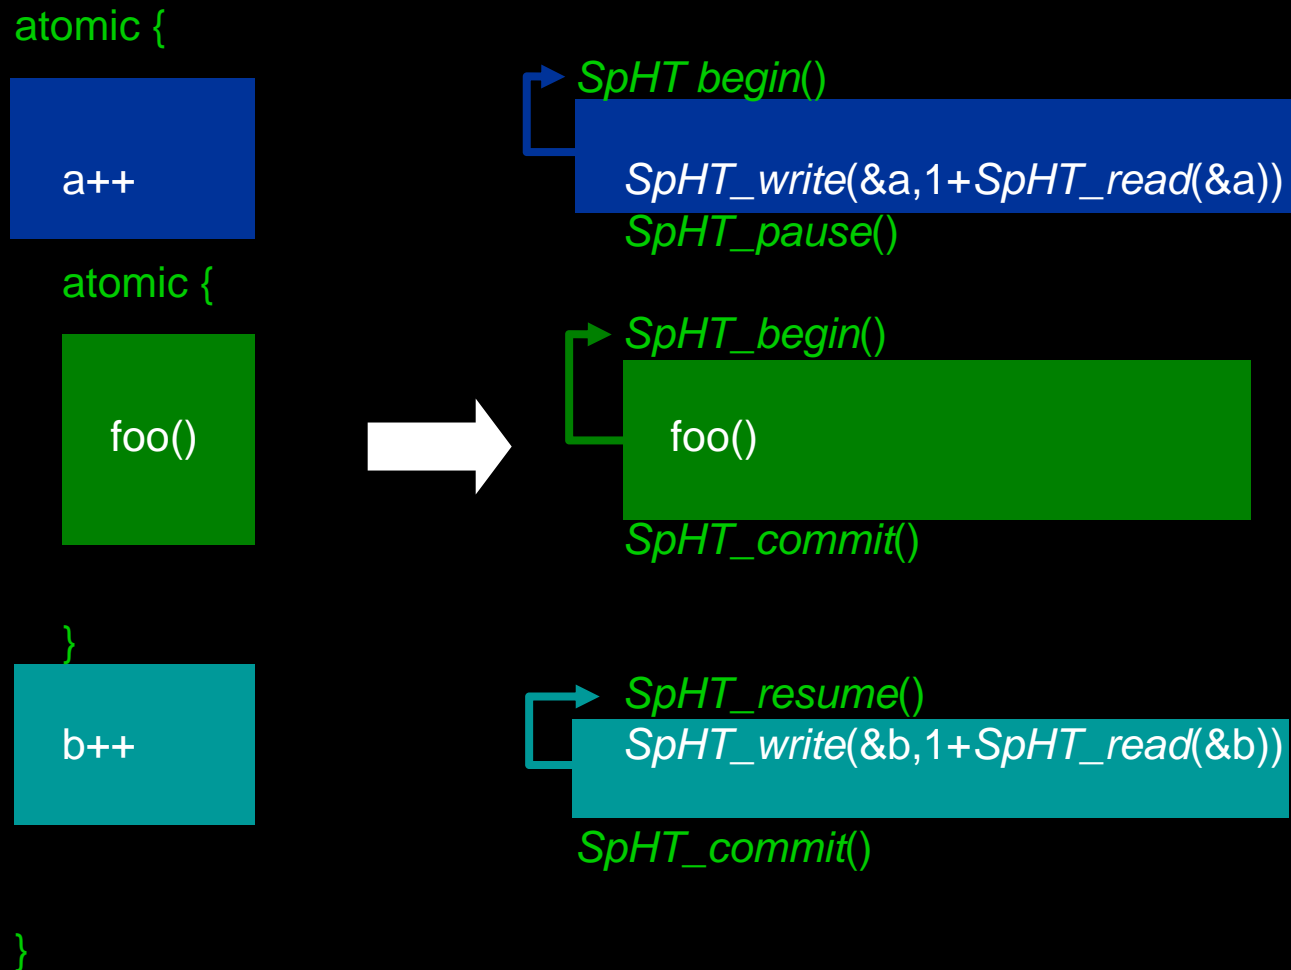 atomic {
a++
atomic {
foo()
}
b++
}
SpHT begin()
SpHT_write(&a,1+SpHT_read(&a))
SpHT_pause()
SpHT_begin()
foo()
SpHT_commit()
SpHT_resume()
SpHT_write(&b,1+SpHT_read(&b))
SpHT_commit()